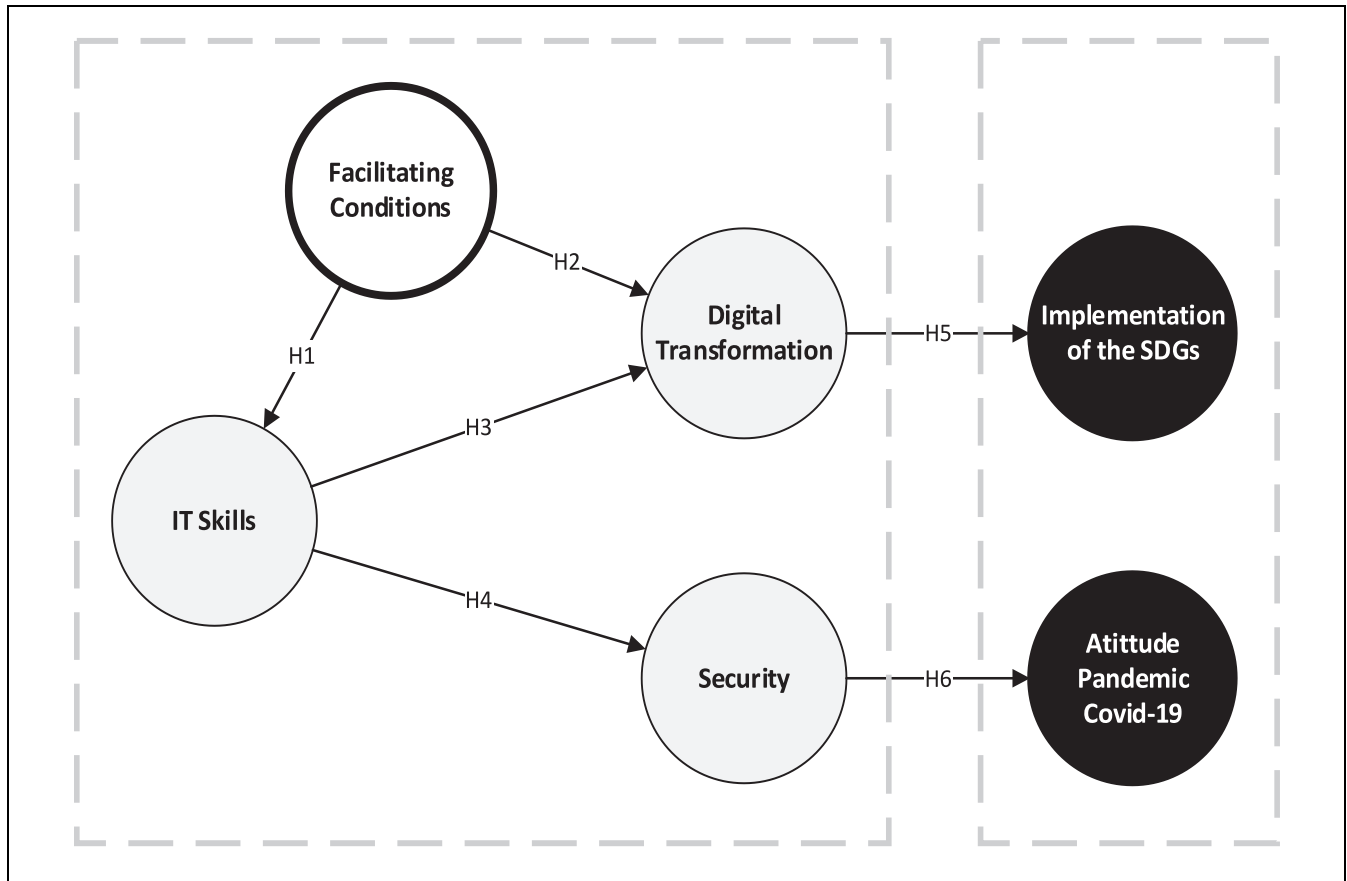 Facilitating
Conditions
H2
Digital
Transformation
H5
Implementation
of the SDGs
H1
H3
IT Skills
H4
Security
H6
Atittude
Pandemic
Covid-19